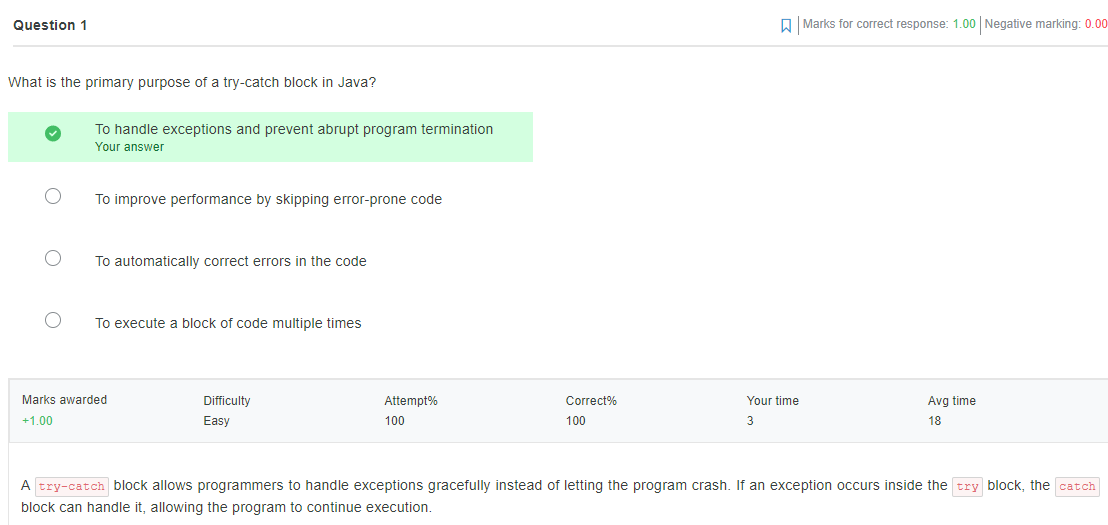 Question 1
Marks for correct response: 1.00 Negative marking: 0.00
What is the primary purpose of a try-catch block in Java?
To handle exceptions and prevent abrupt program termination
Your answer
To improve performance by skipping error-prone code
To automatically correct errors in the code
To execute a block of code multiple times
Marks awarded Difficulty Attempt% Correct% Your time Avg time
+1.00 Easy 100 100 3 18
A try-catch block allows programmers to handle exceptions gracefully instead of letting the program crash. If an exception occurs inside the try block, the catch
block can handle it, allowing the program to continue execution.